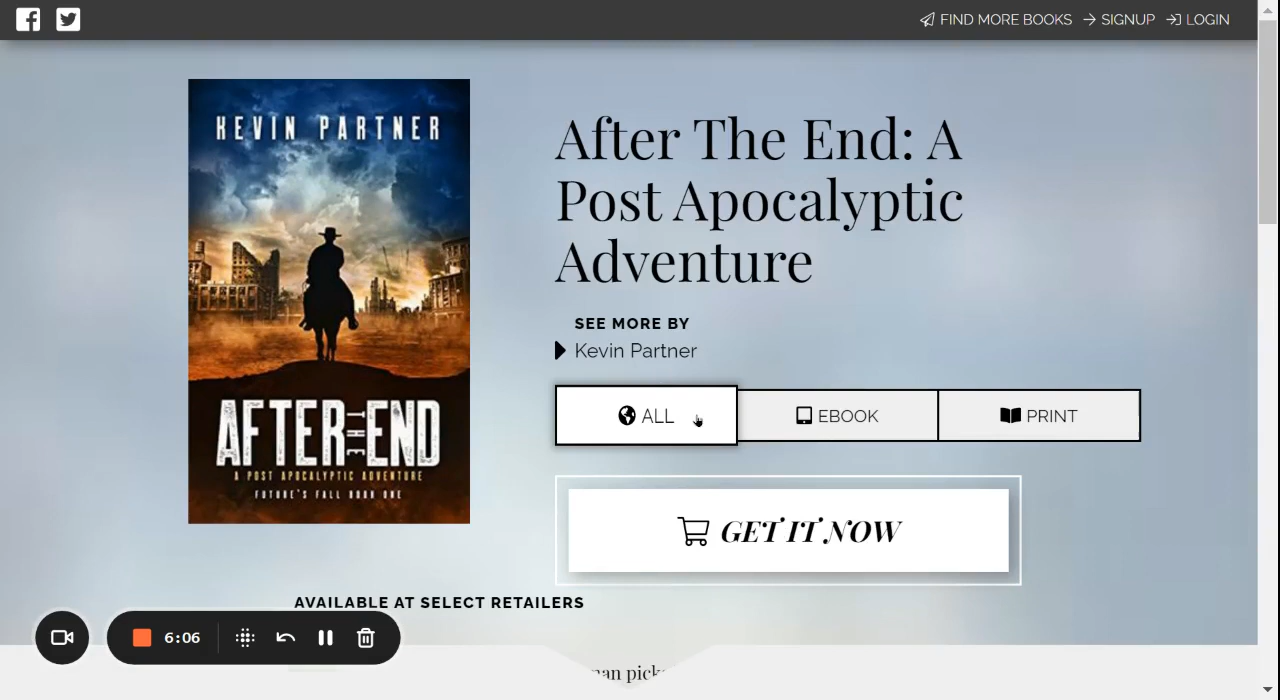 FIND MORE BOOKS SIGNUP LOGIN
KEVIN PARTNER
AFTER THE END
A POST APOCALYPTIC ADVENTURE
FUTURE'S FALL BOOK ONE
After The End: A
Post Apocalyptic
Adventure
SEE MORE BY
Kevin Partner
ALL EBOOK PRINT
GET IT NOW
AVAILABLE AT SELECT RETAILERS
6:06